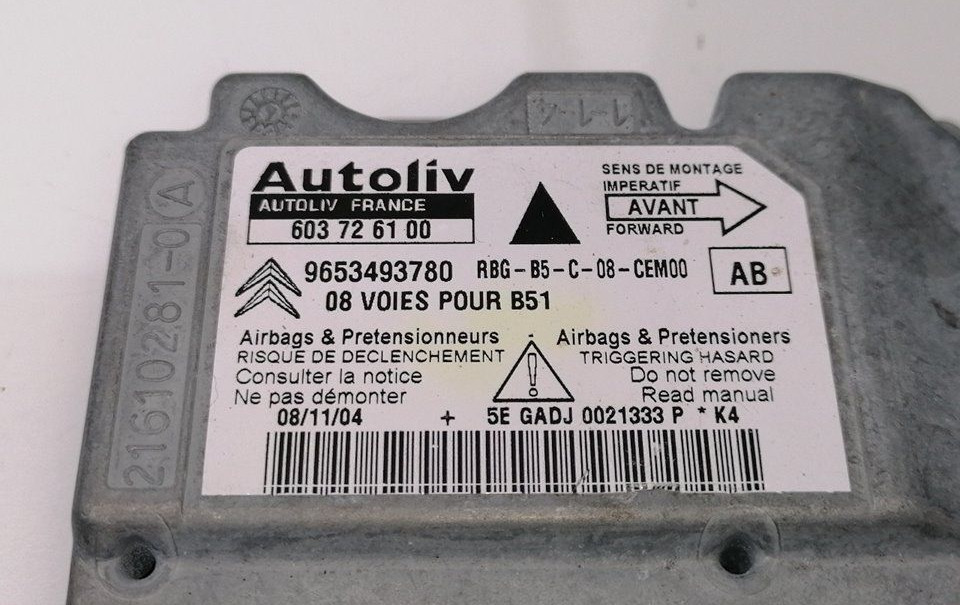 1-1-4
21610281-0 A
Autoliv
AUTOLIV FRANCE
603 72 61 00
SENS DE MONTAGE
IMPERATIF
AVANT
FORWARD
9653493780 RBG-B5-C-08-CEM00
AB
08 VOIES POUR B51
Airbags & Pretensionneurs
RISQUE DE DECLENCHEMENT
Consulter la notice
Ne pas démonter
!
Airbags & Pretensioners
TRIGGERING HASARD
Do not remove
Read manual
08/11/04 + 5E GADJ 0021333 P * K4